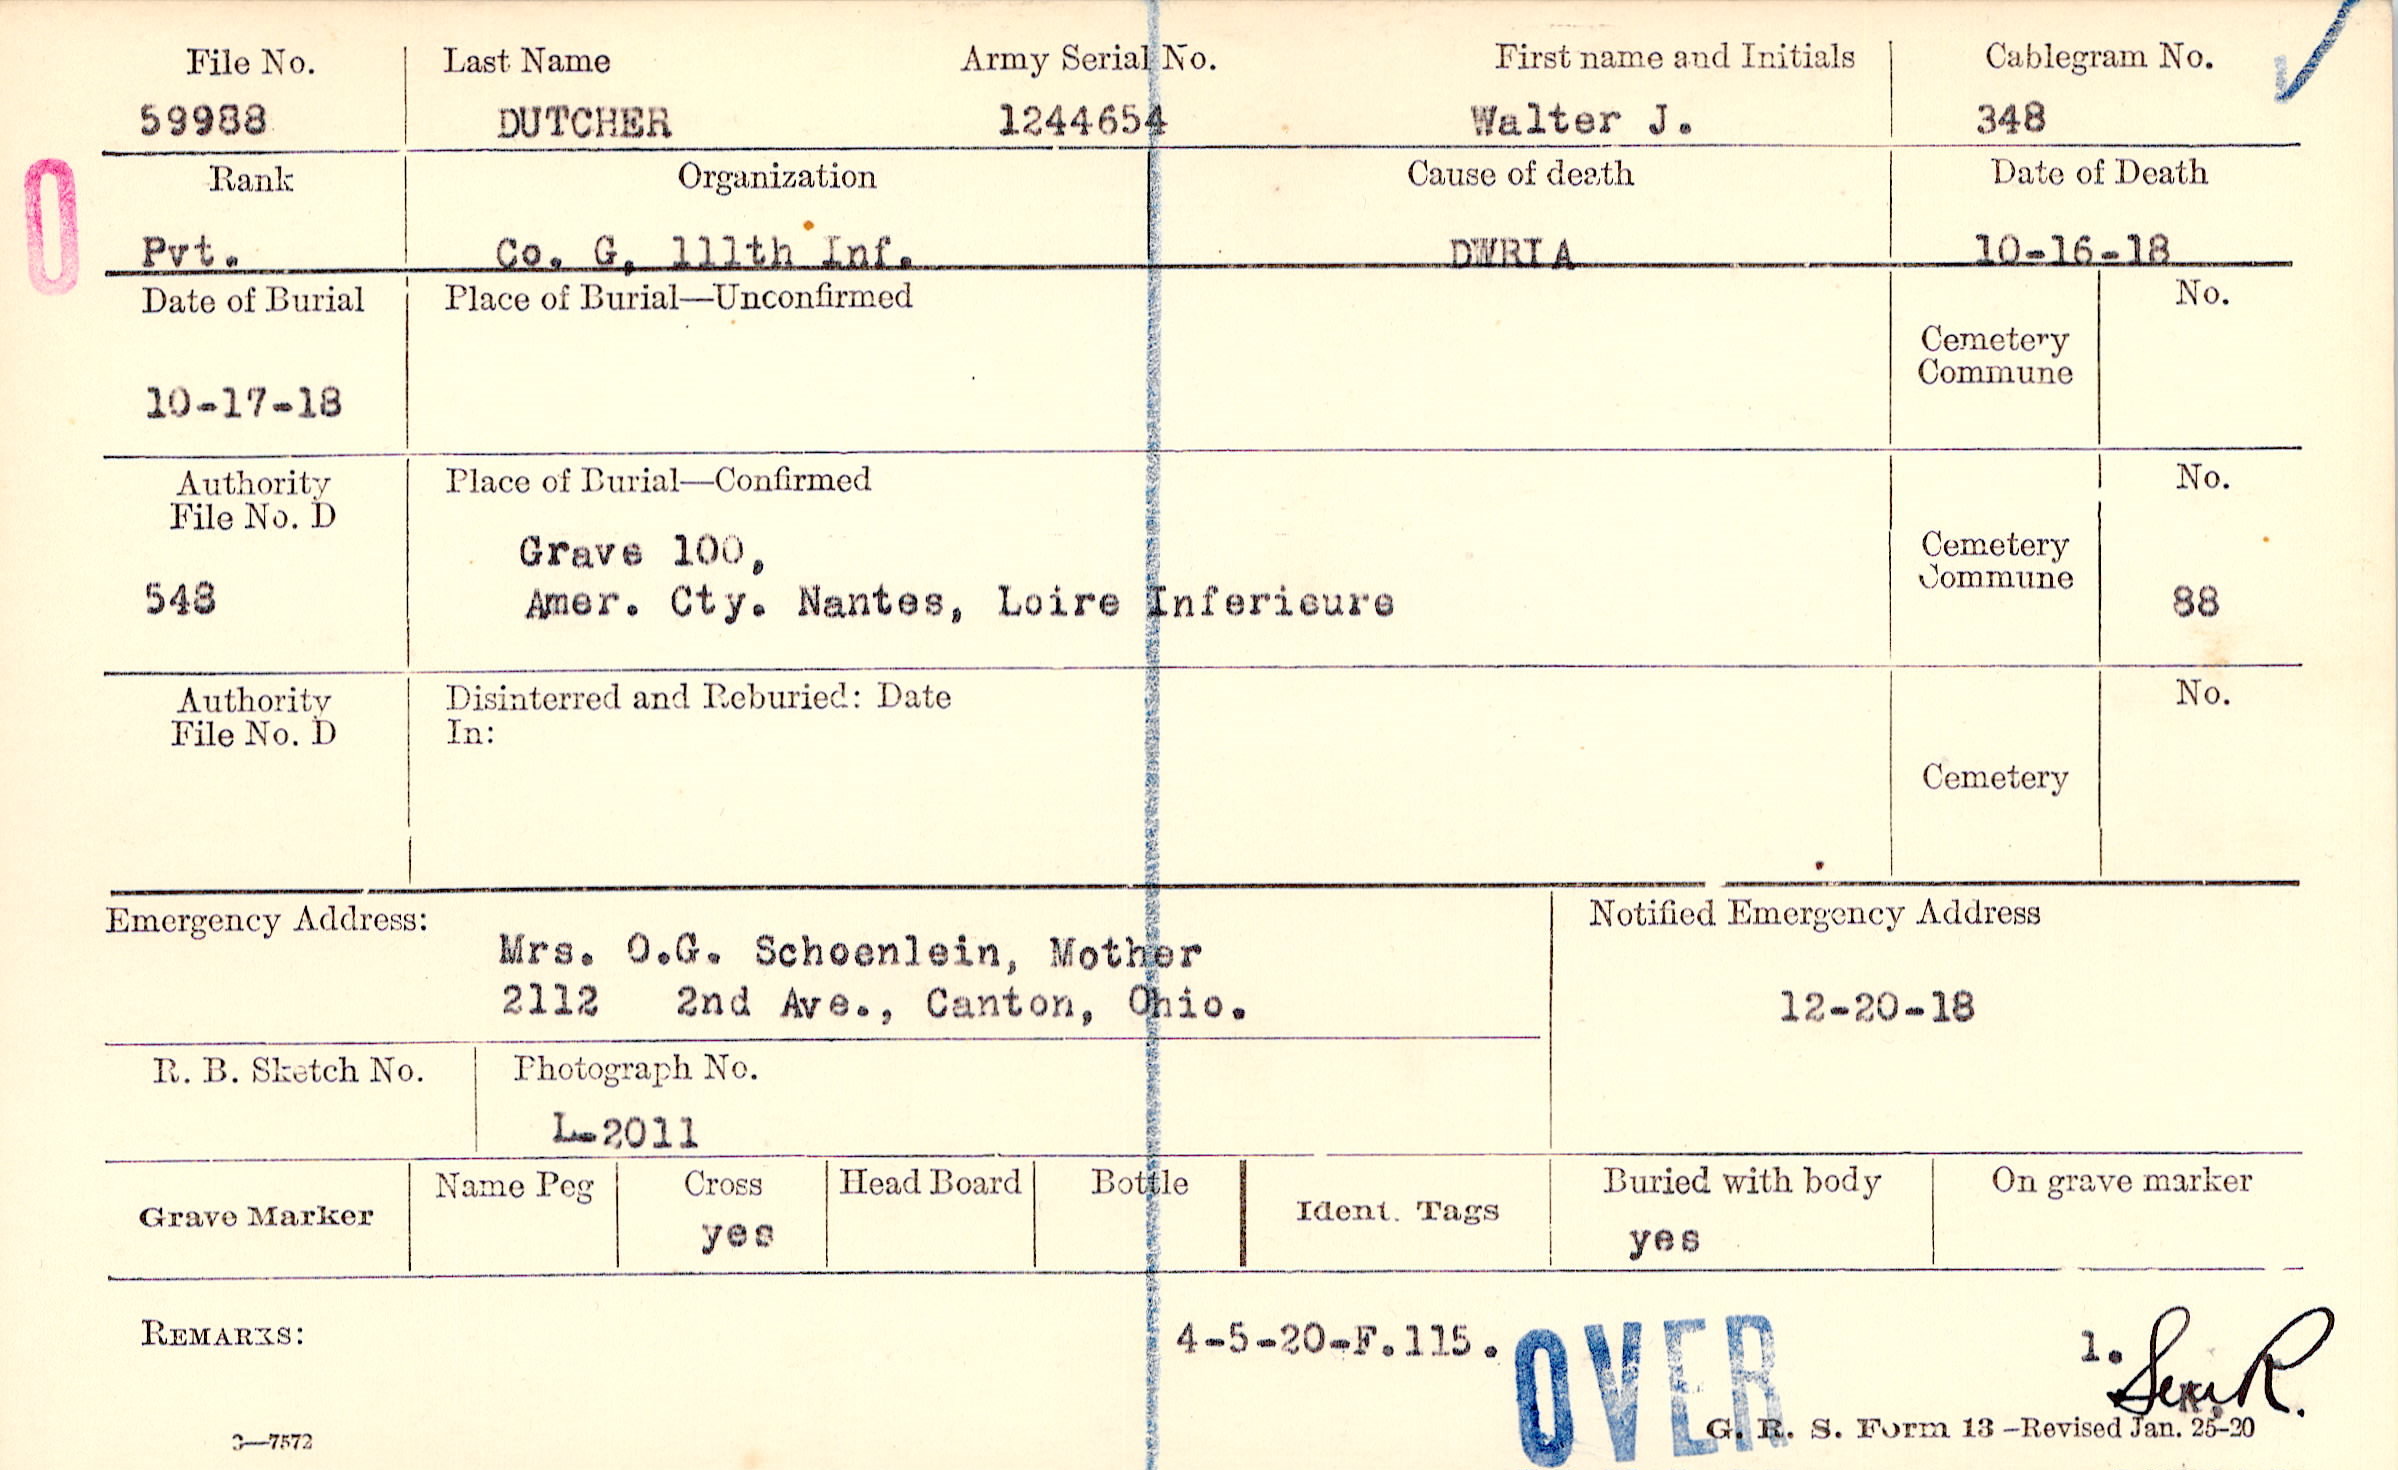 File No. Last Name Army Serial No. First name and Initials Cablegram No.
59988 DUTCHER 1244654 Walter J. 348
O
Rank Organization Cause of death Date of Death
Pvt. Co. G, 111th Inf. DWRIA 10-16-18
Date of Burial Place of Burial—Unconfirmed No.
Cemetery
Commune
10-17-18
Authority Place of Burial—Confirmed No.
File No. D
Grave 100,
Cemetery
Commune
548 Amer. Cty. Nantes, Loire Inferieure 88
Authority Disinterred and Reburied: Date No.
File No. D In:
Cemetery
Emergency Address: Notified Emergency Address
Mrs. O.G. Schoenlein, Mother
2112 2nd Ave., Canton, Ohio. 12-20-18
R. B. Sketch No. Photograph No.
L-2011
Grave Marker Name Peg Cross Head Board Bottle Ident. Tags Buried with body On grave marker
yes yes
REMARKS: 4-5-20-F.115. 1.
OVER
3—7572 G. R. S. Form 13—Revised Jan. 25-20